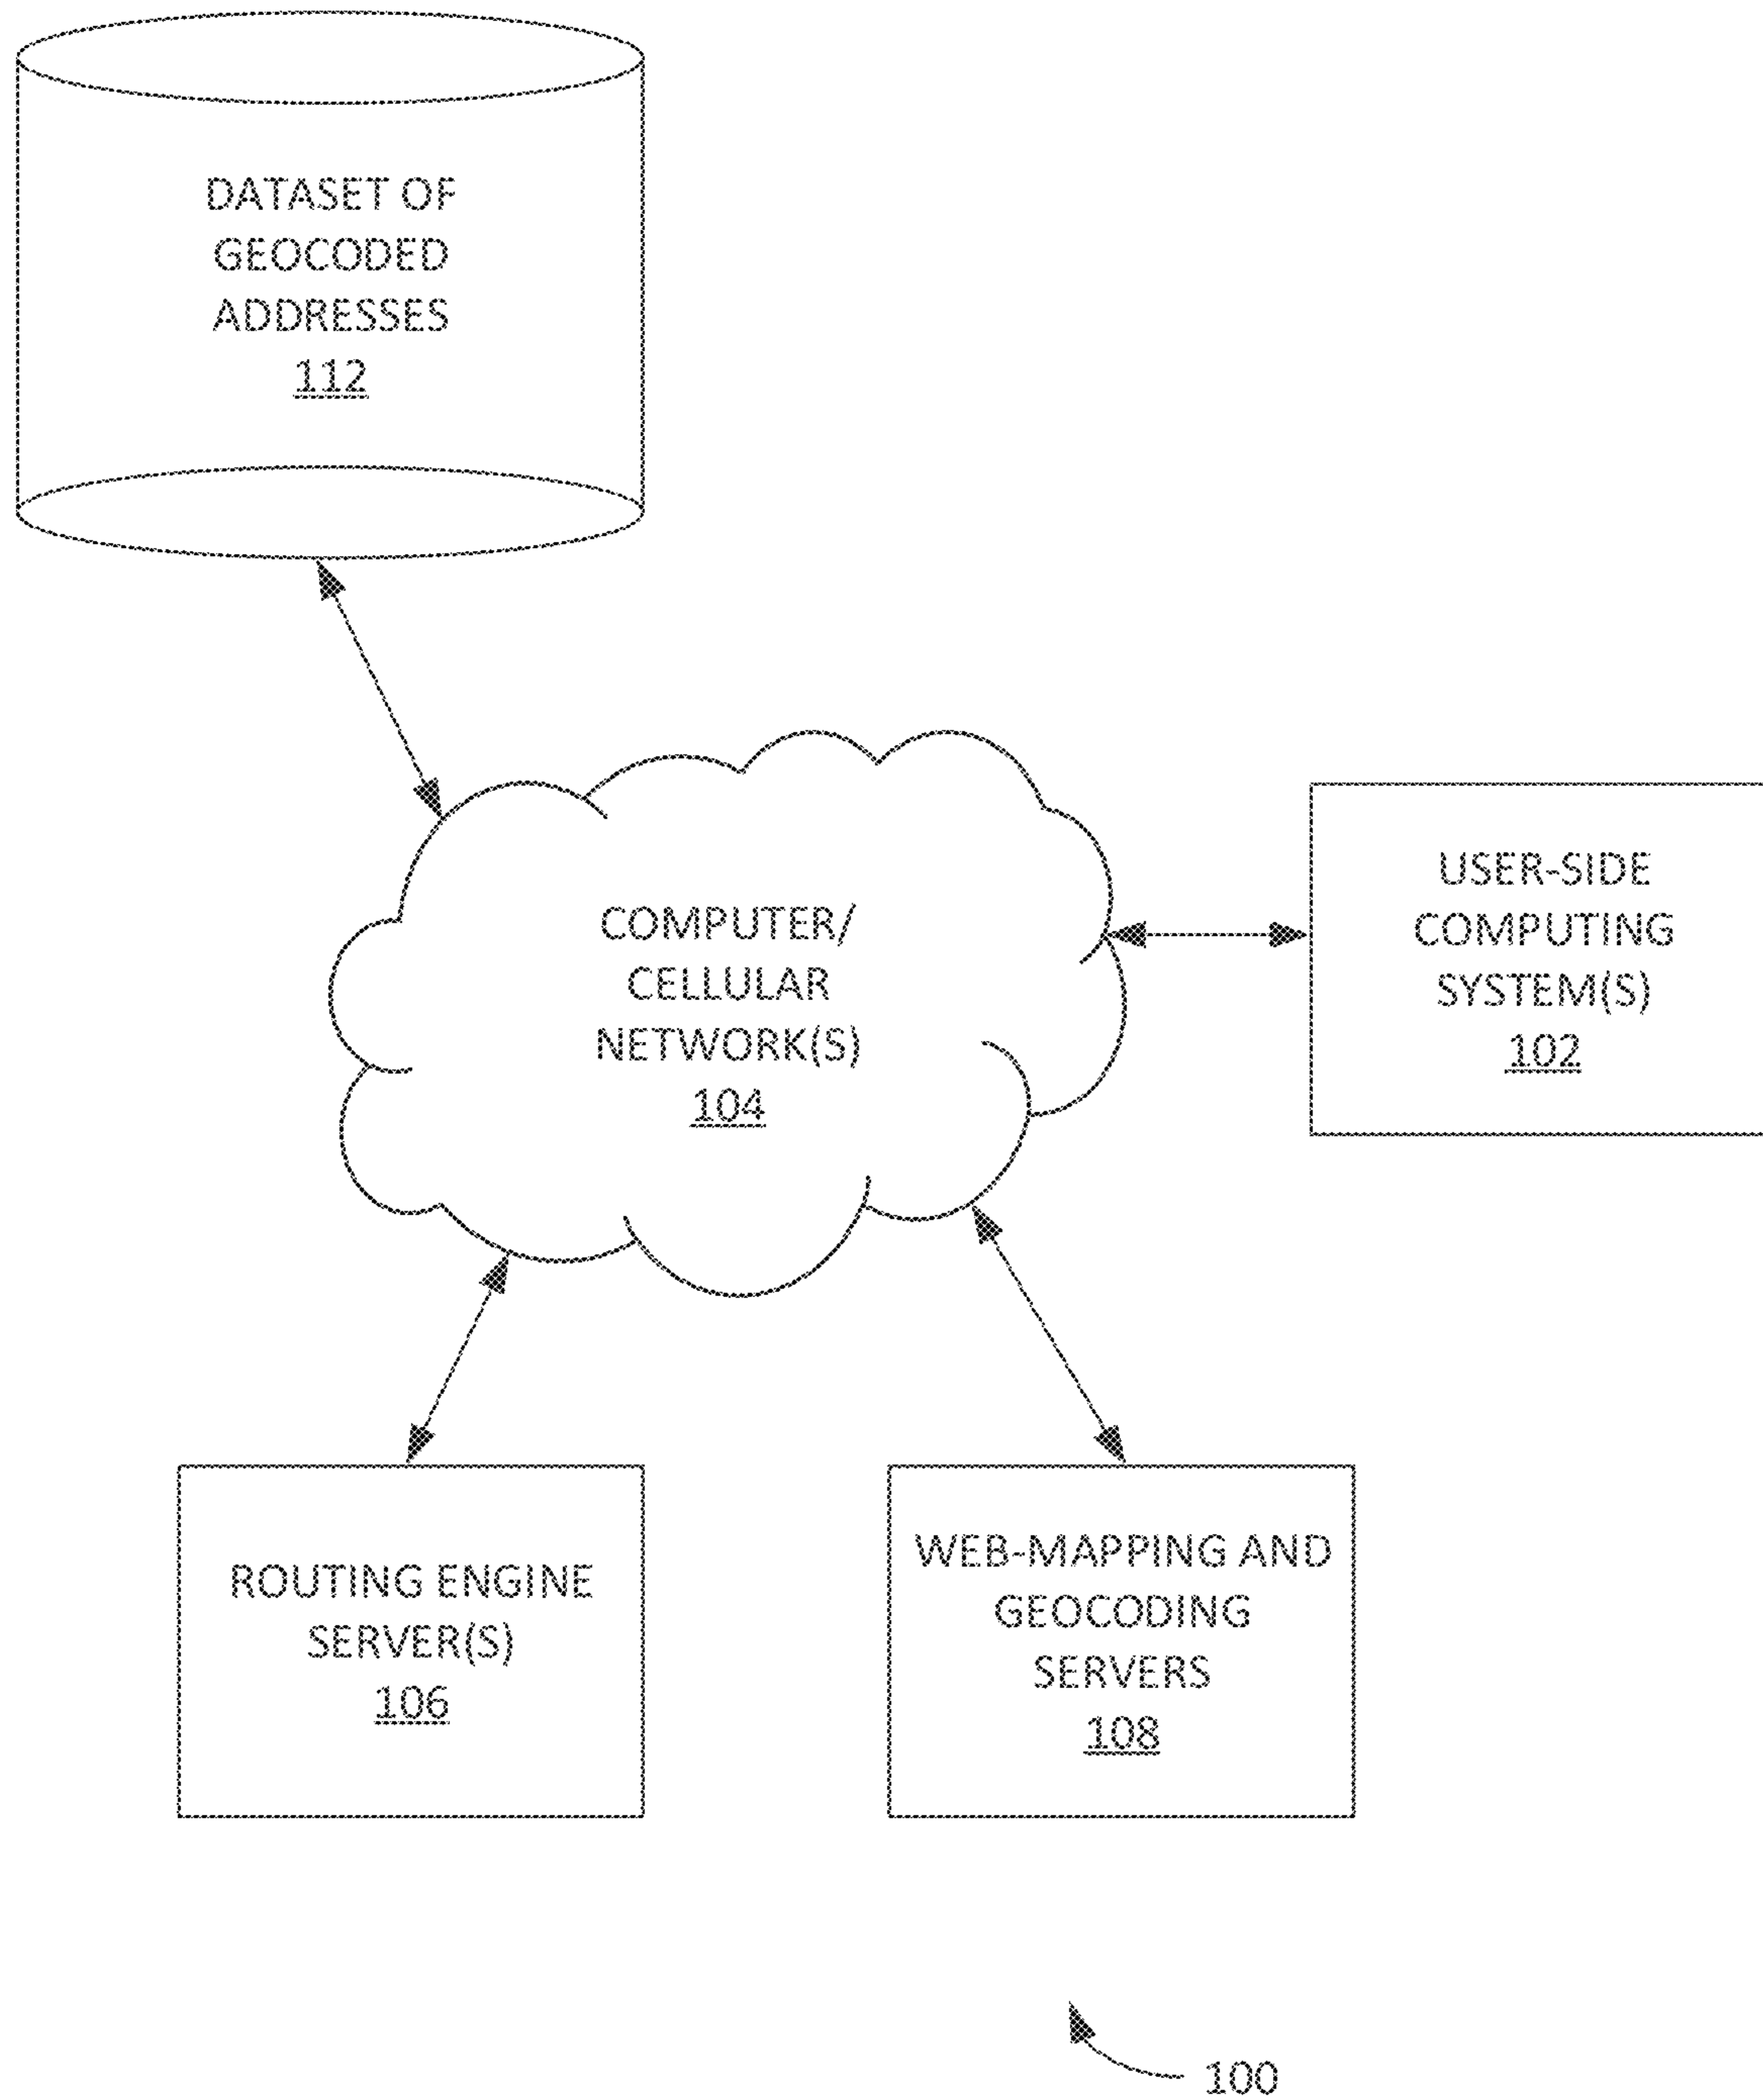 DATASET OF
GEOCODED
ADDRESSES
112
COMPUTER/
CELLULAR
NETWORK(S)
104
USER-SIDE
COMPUTING
SYSTEM(S)
102
ROUTING ENGINE
SERVER(S)
106
WEB-MAPPING AND
GEOCODING
SERVERS
108
100